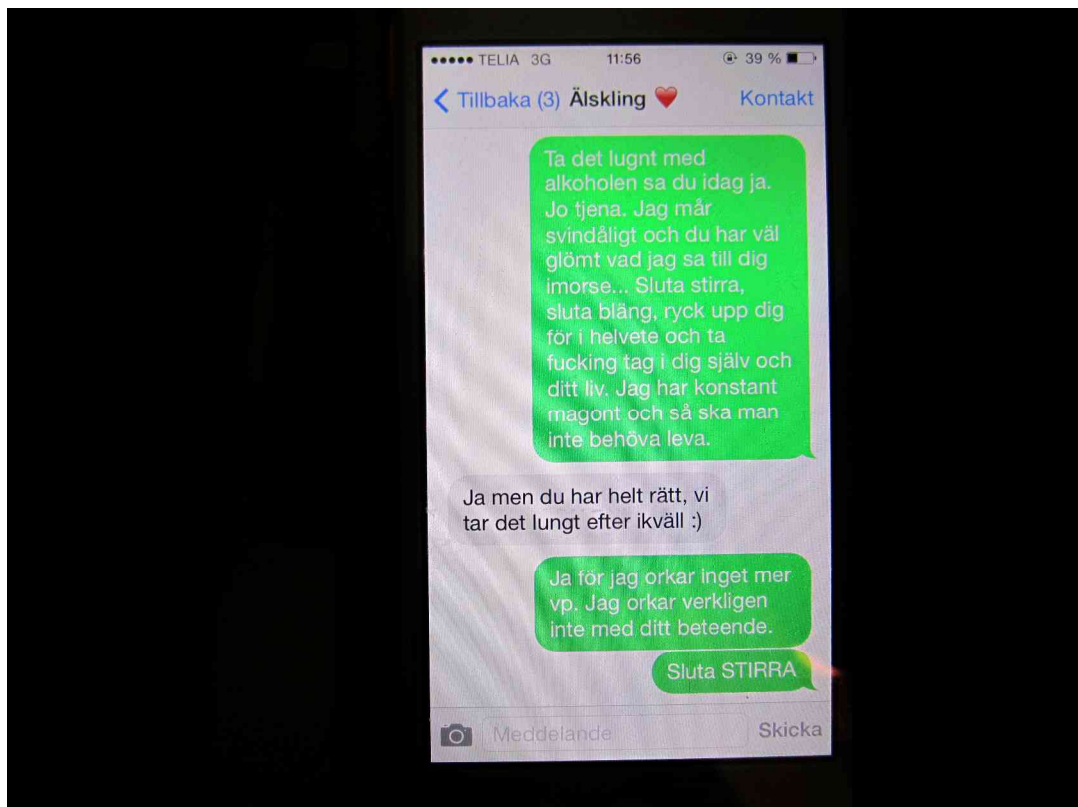 TELIA 3G 11:56 39 %
Tillbaka (3) Älskling Kontakt
Ta det lugnt med
alkoholen sa du idag ja.
Jo tjena. Jag mår
svindåligt och du har väl
glömt vad jag sa till dig
imorse... Sluta stirra,
sluta bläng, ryck upp dig
för i helvete och ta
fucking tag i dig själv och
ditt liv. Jag har konstant
magont och så ska man
inte behöva leva.
Ja men du har helt rätt, vi
tar det lungt efter ikväll :)
Ja för jag orkar inget mer
vp. Jag orkar verkligen
inte med ditt beteende.
Sluta STIRRA
Meddelande Skicka